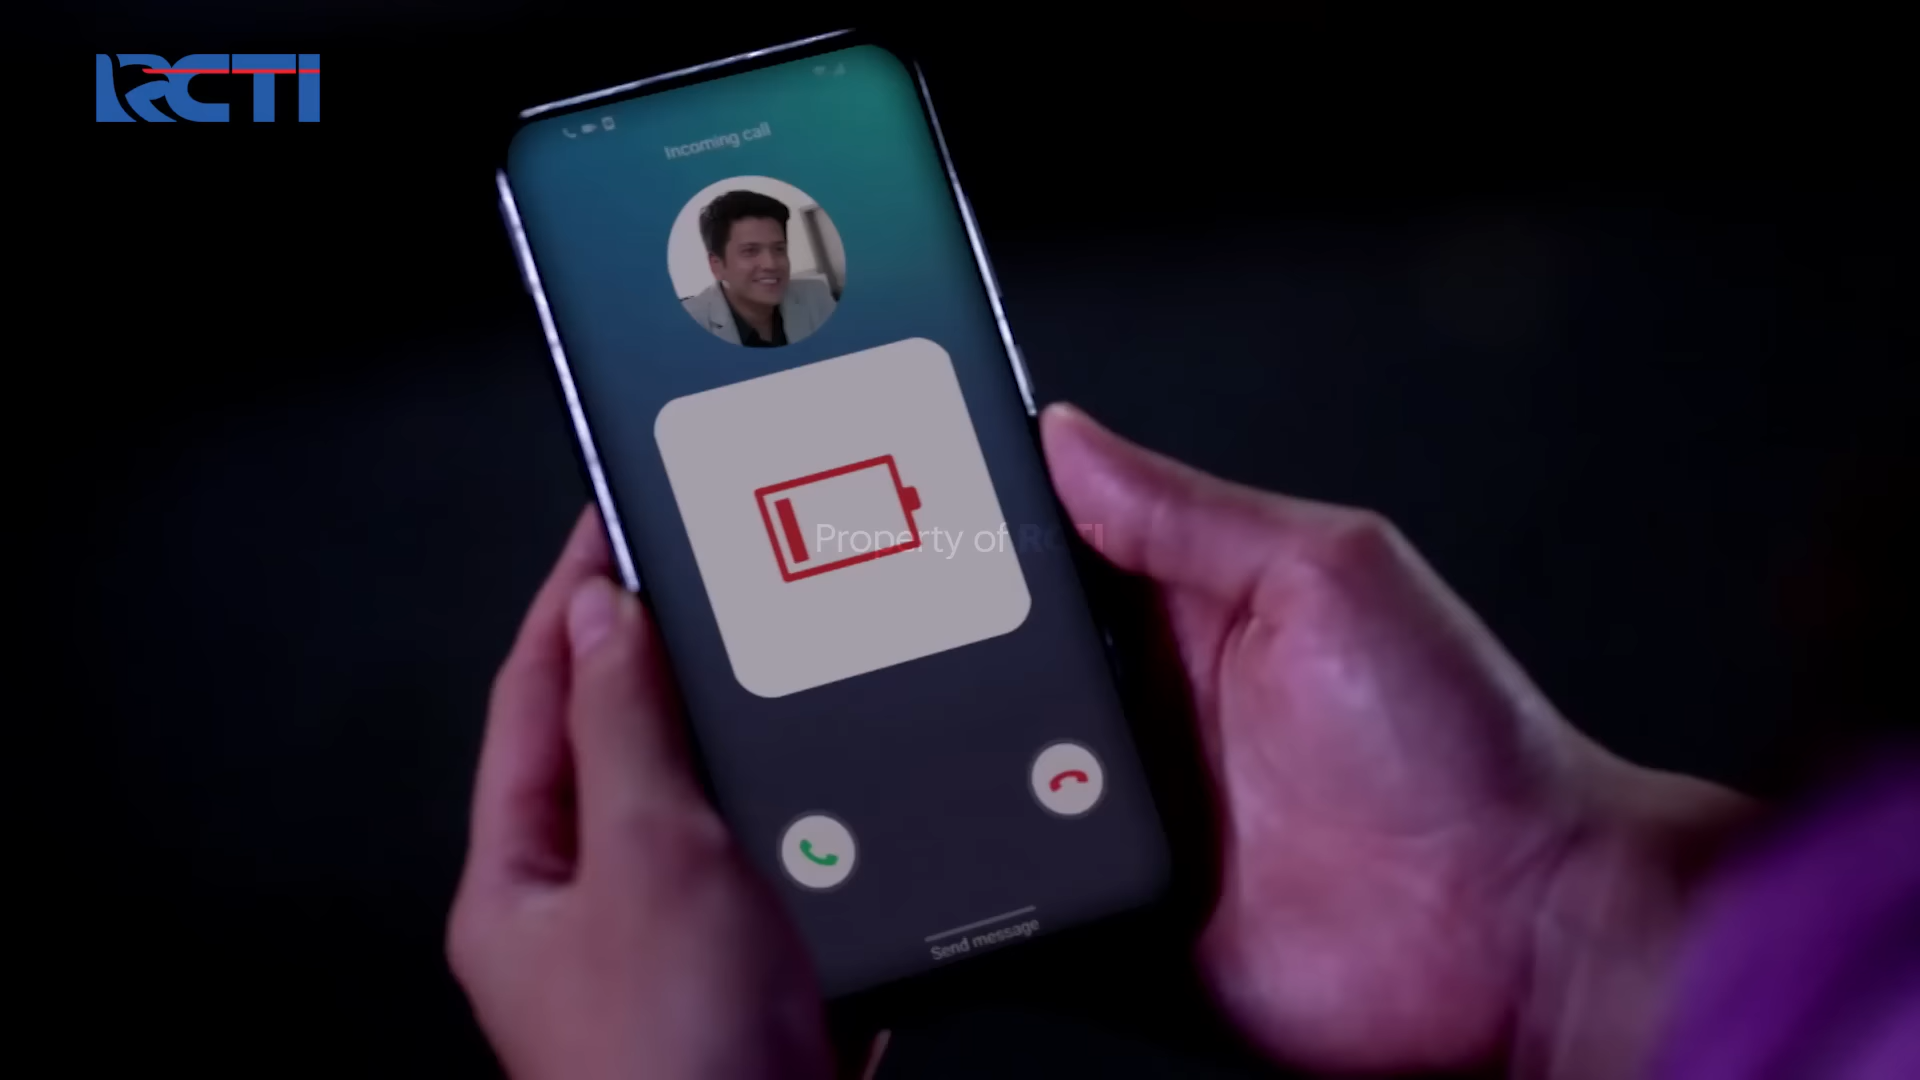 RCTI
Incoming call
Property of RCTI
Send message